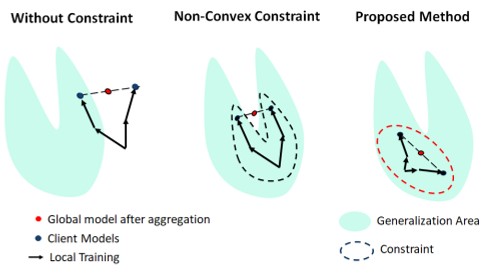 Without Constraint
Non-Convex Constraint
Proposed Method
Global model after aggregation
Client Models
Local Training
Generalization Area
Constraint